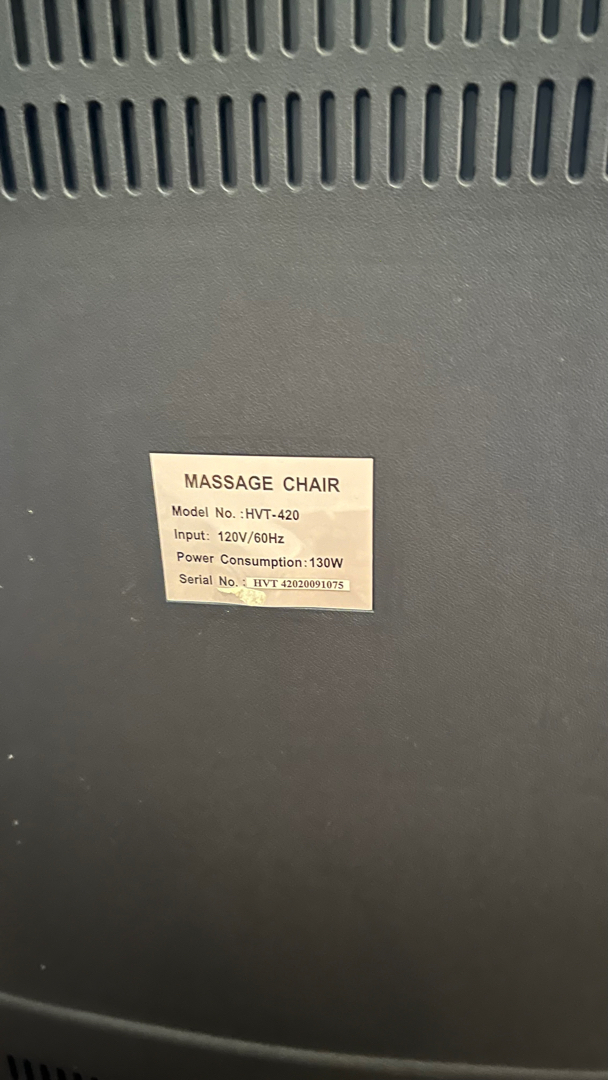 MASSAGE CHAIR
Model No. :HVT-420
Input: 120V/60Hz
Power Consumption:130W
Serial No. : HVT 42020091075